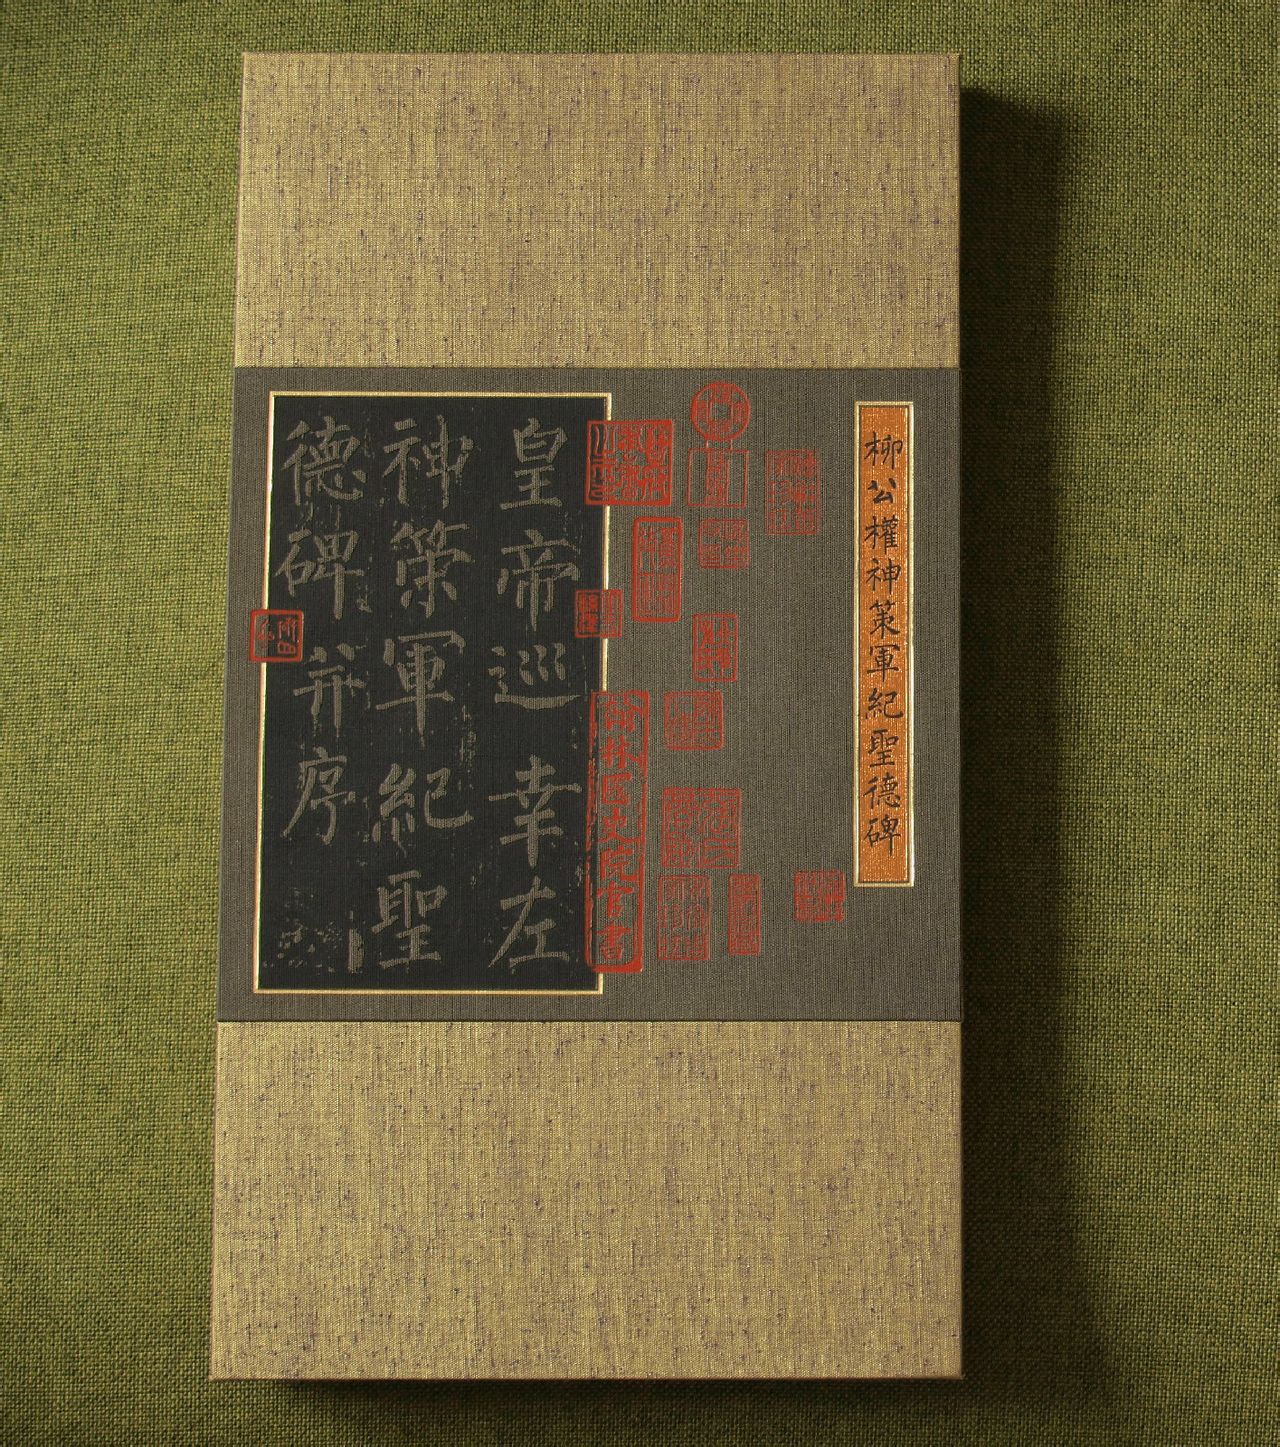 柳公權神策軍紀聖德碑
皇帝巡幸左
神策軍紀聖
德碑并序
翰林國史院官書